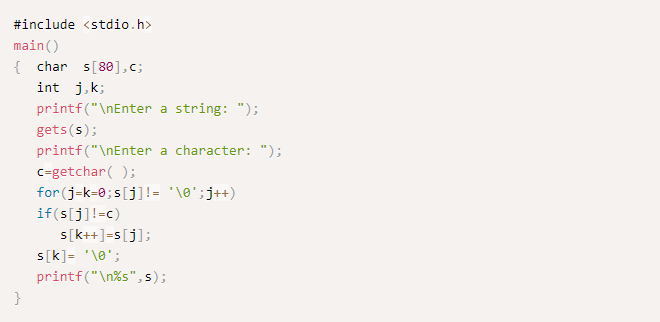 #include <stdio.h>
main()
{  char  s[80],c;
   int  j,k;
   printf("\nEnter a string: ");
   gets(s);
   printf("\nEnter a character: ");
   c=getchar( );
   for(j=k=0;s[j]!= '\0';j++)
   if(s[j]!=c)
      s[k++]=s[j];
   s[k]= '\0';
   printf("\n%s",s);
}